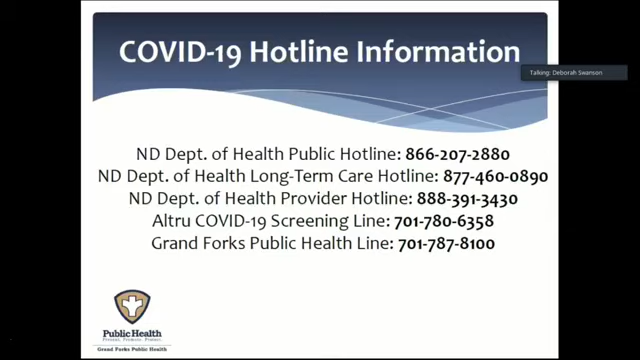 COVID-19 Hotline Information
Talking: Deborah Swanson
ND Dept. of Health Public Hotline: 866-207-2880
ND Dept. of Health Long-Term Care Hotline: 877-460-0890
ND Dept. of Health Provider Hotline: 888-391-3430
Altru COVID-19 Screening Line: 701-780-6358
Grand Forks Public Health Line: 701-787-8100
Public Health
Prevent. Promote. Protect.
Grand Forks Public Health